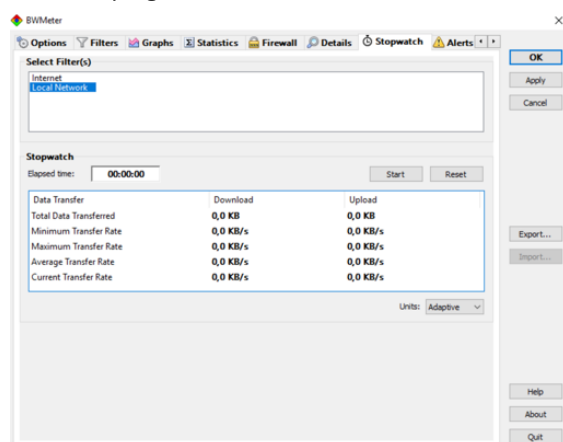 BWMeter
Options Filters Graphs Statistics Firewall Details Stopwatch Alerts
Select Filter(s)
OK
Internet
Local Network
Apply
Cancel
Stopwatch
Elapsed time: 00:00:00 Start Reset
Data Transfer Download Upload
Total Data Transferred 0,0 KB 0,0 KB
Minimum Transfer Rate 0,0 KB/s 0,0 KB/s
Export...
Maximum Transfer Rate 0,0 KB/s 0,0 KB/s
Average Transfer Rate 0,0 KB/s 0,0 KB/s
Import...
Current Transfer Rate 0,0 KB/s 0,0 KB/s
Units: Adaptive
Help
About
Quit